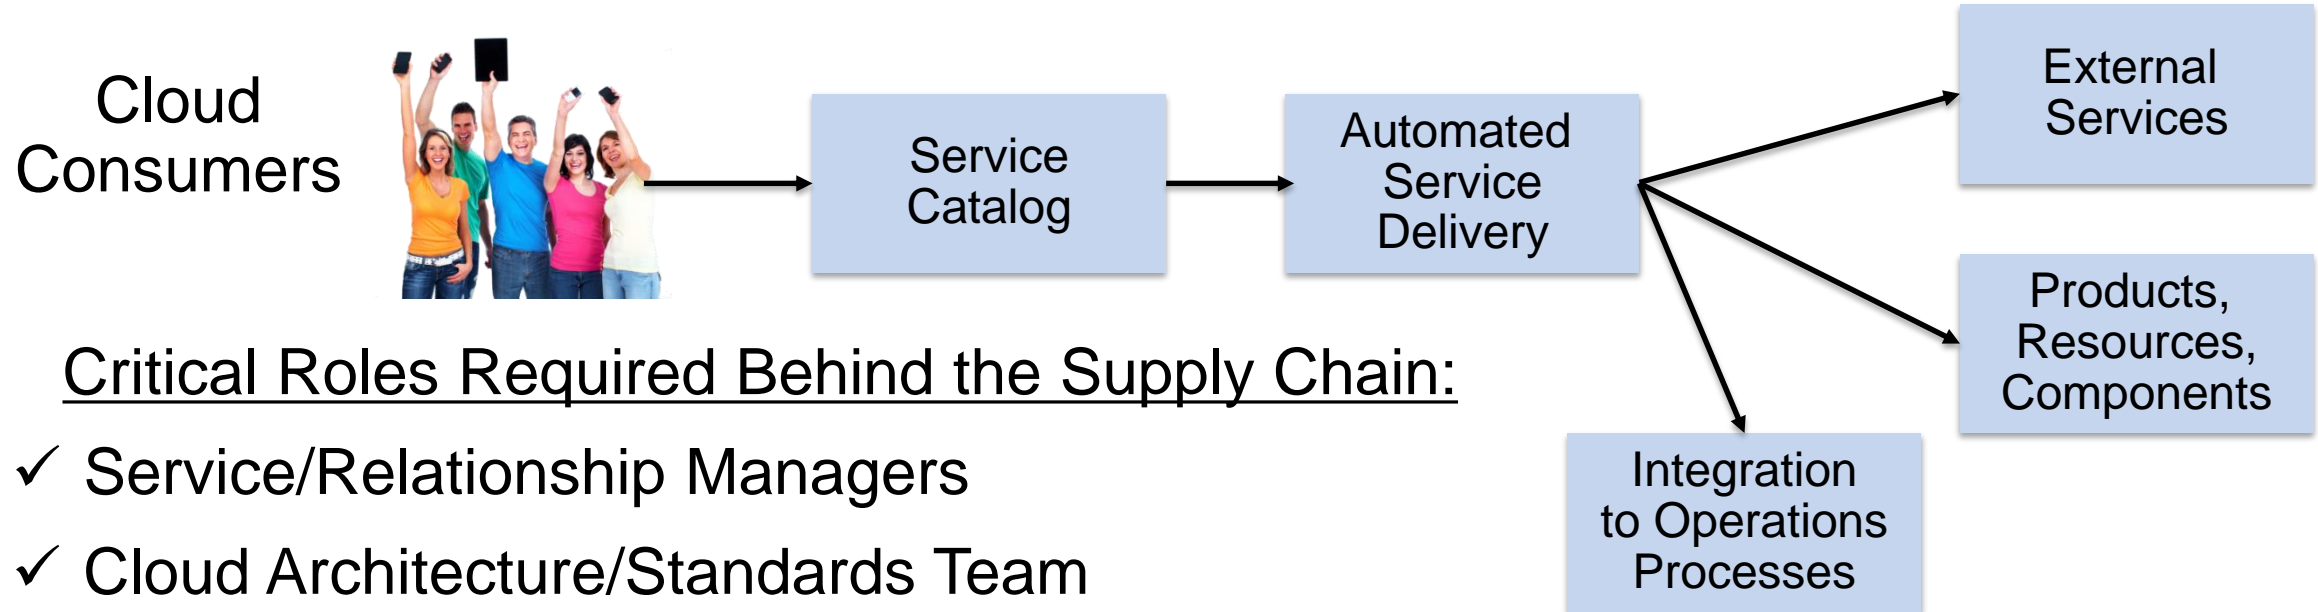 Cloud
Consumers
Service
Catalog
Automated
Service
Delivery
External
Services
Products,
Resources,
Components
Integration
to Operations
Processes
Critical Roles Required Behind the Supply Chain:
✓ Service/Relationship Managers
✓ Cloud Architecture/Standards Team